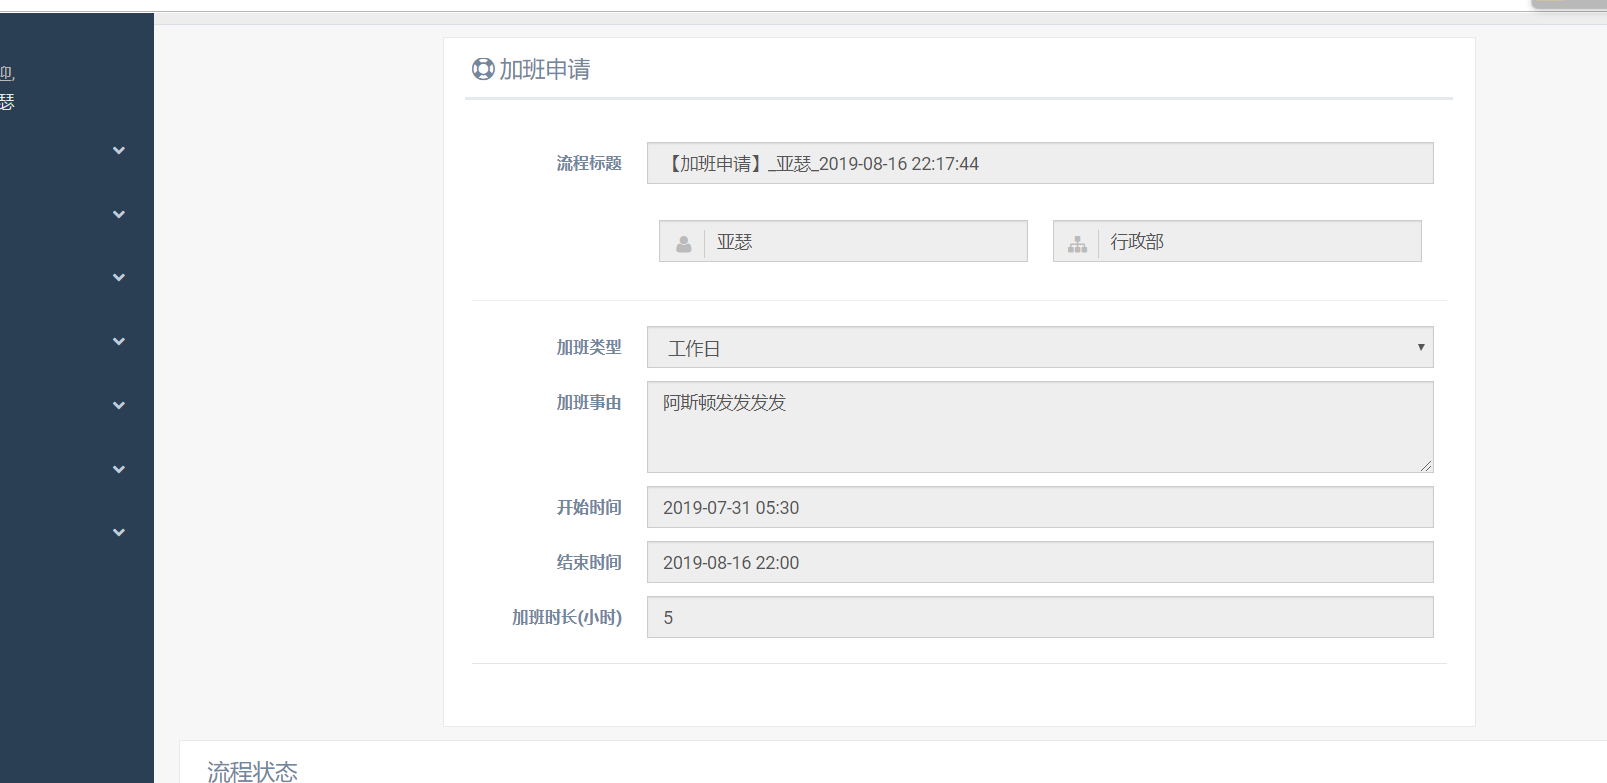 迎,
瑟
加班申请
流程标题
【加班申请】_亚瑟_2019-08-16 22:17:44
亚瑟
行政部
加班类型
工作日
加班事由
阿斯顿发发发发
开始时间
2019-07-31 05:30
结束时间
2019-08-16 22:00
加班时长(小时)
5
流程状态